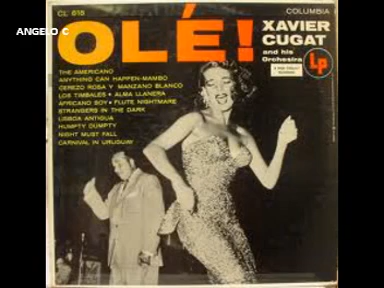 CL 618
COLUMBIA
ANGELO C
OLÉ!
XAVIER
CUGAT
and his
Orchestra
Lp
THE AMERICANO
ANYTHING CAN HAPPEN-MAMBO
CEREZO ROSA Y MANZANO BLANCO
LOS TIMBALES • ALMA LLANERA
AFRICANO BOY • FLUTE NIGHTMARE
STRANGERS IN THE DARK
LISBOA ANTIGUA
HUMPTY DUMPTY
NIGHT MUST FALL
CARNIVAL IN URUGUAY